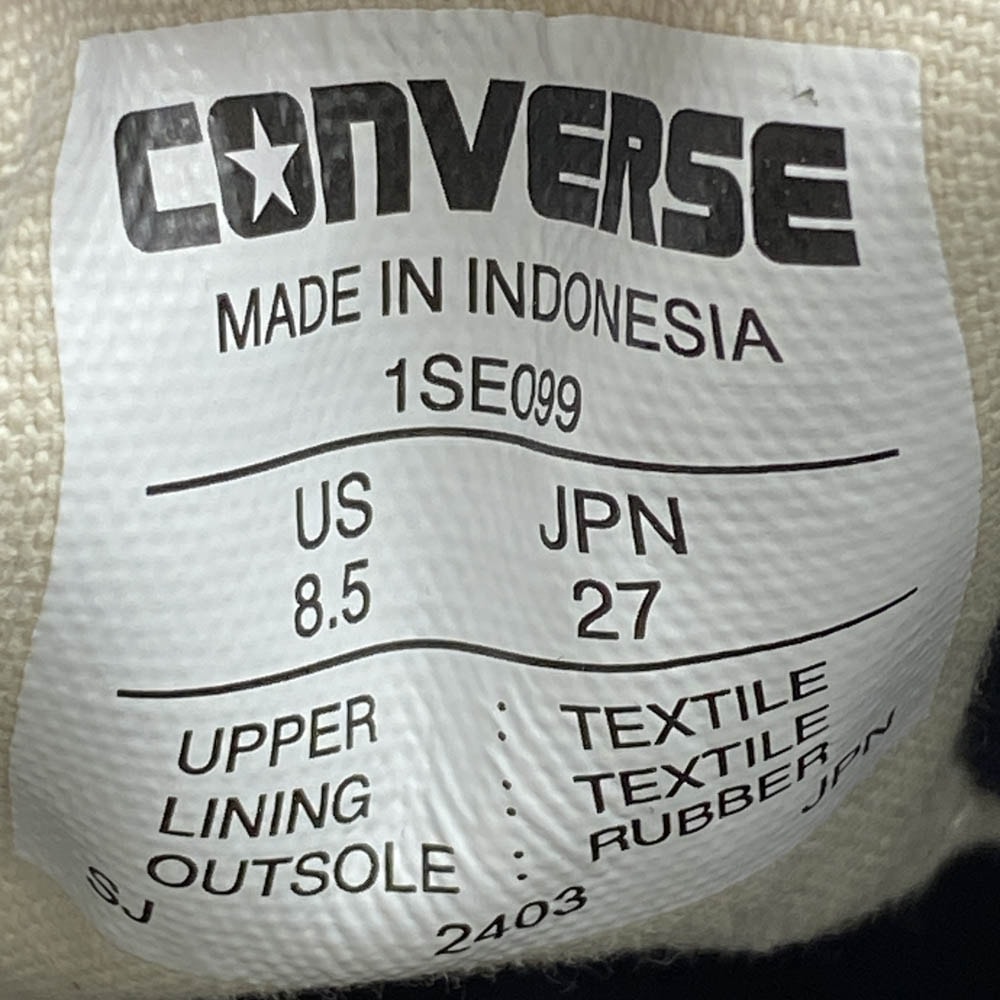 CONVERSE
MADE IN INDONESIA
1SE099
US JPN
8.5 27
UPPER : TEXTILE
LINING : TEXTILE
OUTSOLE : RUBBER
SJ 2403 JPN